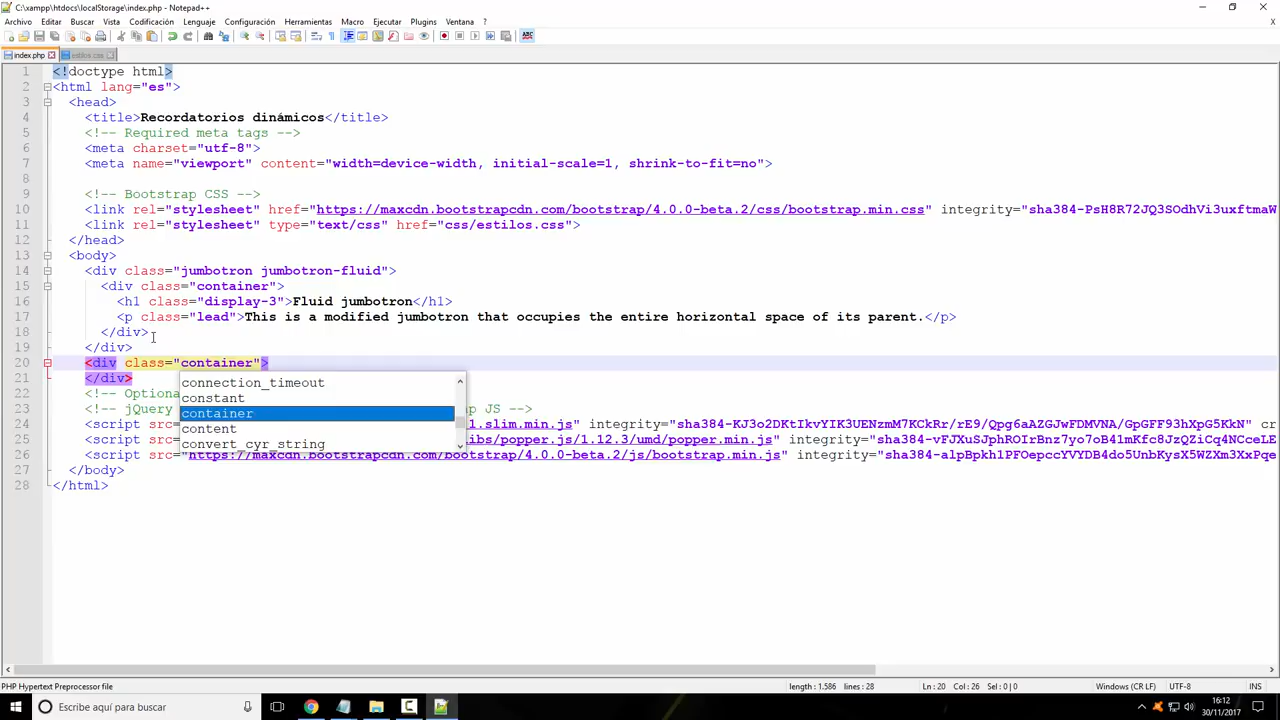 C:\xampp\htdocs\localStorage\index.php - Notepad++
Archivo Editar Buscar Vista Codificación Lenguaje Configuración Herramientas Macro Ejecutar Plugins Ventana ? X
index.php estilos.css
1 <!doctype html>
2 <html lang="es">
3 <head>
4 <title>Recordatorios dinámicos</title>
5 <!-- Required meta tags -->
6 <meta charset="utf-8">
7 <meta name="viewport" content="width=device-width, initial-scale=1, shrink-to-fit=no">
8
9 <!-- Bootstrap CSS -->
10 <link rel="stylesheet" href="https://maxcdn.bootstrapcdn.com/bootstrap/4.0.0-beta.2/css/bootstrap.min.css" integrity="sha384-PsH8R72JQ3SOdhVi3uxftmaW
11 <link rel="stylesheet" type="text/css" href="css/estilos.css">
12 </head>
13 <body>
14 <div class="jumbotron jumbotron-fluid">
15 <div class="container">
16 <h1 class="display-3">Fluid jumbotron</h1>
17 <p class="lead">This is a modified jumbotron that occupies the entire horizontal space of its parent.</p>
18 </div>
19 </div>
20 <div class="container">
21 </div>
22 <!-- Optiona
23 <!-- jQuery ap JS -->
24 <script src= 1.slim.min.js" integrity="sha384-KJ3o2DKtIkvYIK3UENzmM7KCkRr/rE9/Qpg6aAZGJwFDMVNA/GpGFF93hXpG5KkN" cr
25 <script src= ibs/popper.js/1.12.3/umd/popper.min.js" integrity="sha384-vFJXuSJphROIrBnz7yo7oB41mKfc8JzQZiCq4NCceLE
26 <script src="https://maxcdn.bootstrapcdn.com/bootstrap/4.0.0-beta.2/js/bootstrap.min.js" integrity="sha384-alpBpkh1PFOepccYVYDB4do5UnbKysX5WZXm3XxPqe
27 </body>
28 </html>
connection_timeout
constant
container
content
convert_cyr_string
PHP Hypertext Preprocessor file length : 1.586 lines : 28 Ln : 20 Col : 26 Sel : 0 | 0 Windows (CR LF) UTF-8 INS
Escribe aquí para buscar
16:12
30/11/2017